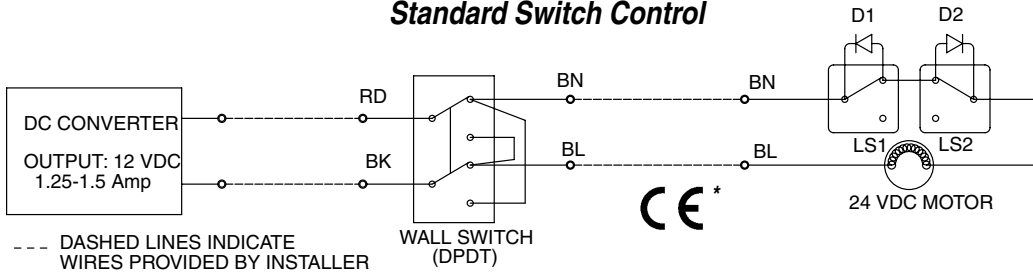 Standard Switch Control
D1 D2
RD BN BN
DC CONVERTER
OUTPUT: 12 VDC
1.25-1.5 Amp
BK BL BL LS1 LS2
CE*
24 VDC MOTOR
WALL SWITCH
(DPDT)
--- DASHED LINES INDICATE
WIRES PROVIDED BY INSTALLER